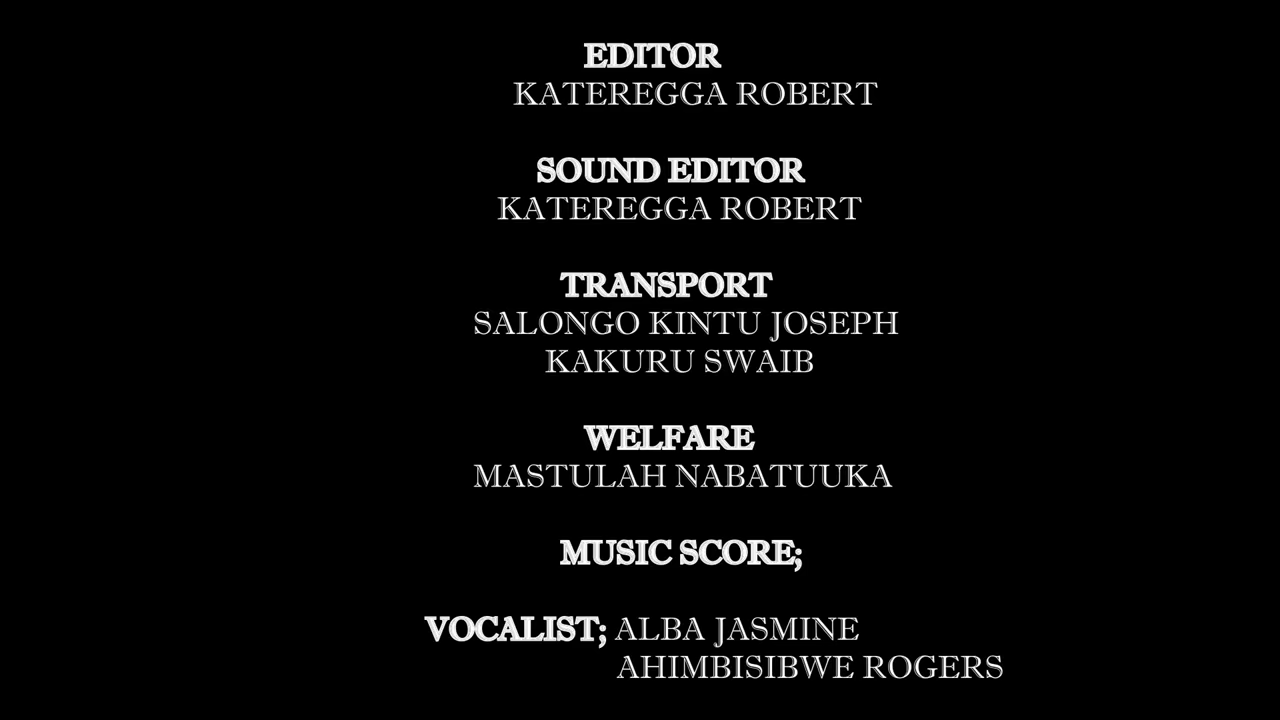 EDITOR
KATEREGGA ROBERT
SOUND EDITOR
KATEREGGA ROBERT
TRANSPORT
SALONGO KINTU JOSEPH
KAKURU SWAIB
WELFARE
MASTULAH NABATUUKA
MUSIC SCORE;
VOCALIST; ALBA JASMINE
AHIMBISIBWE ROGERS